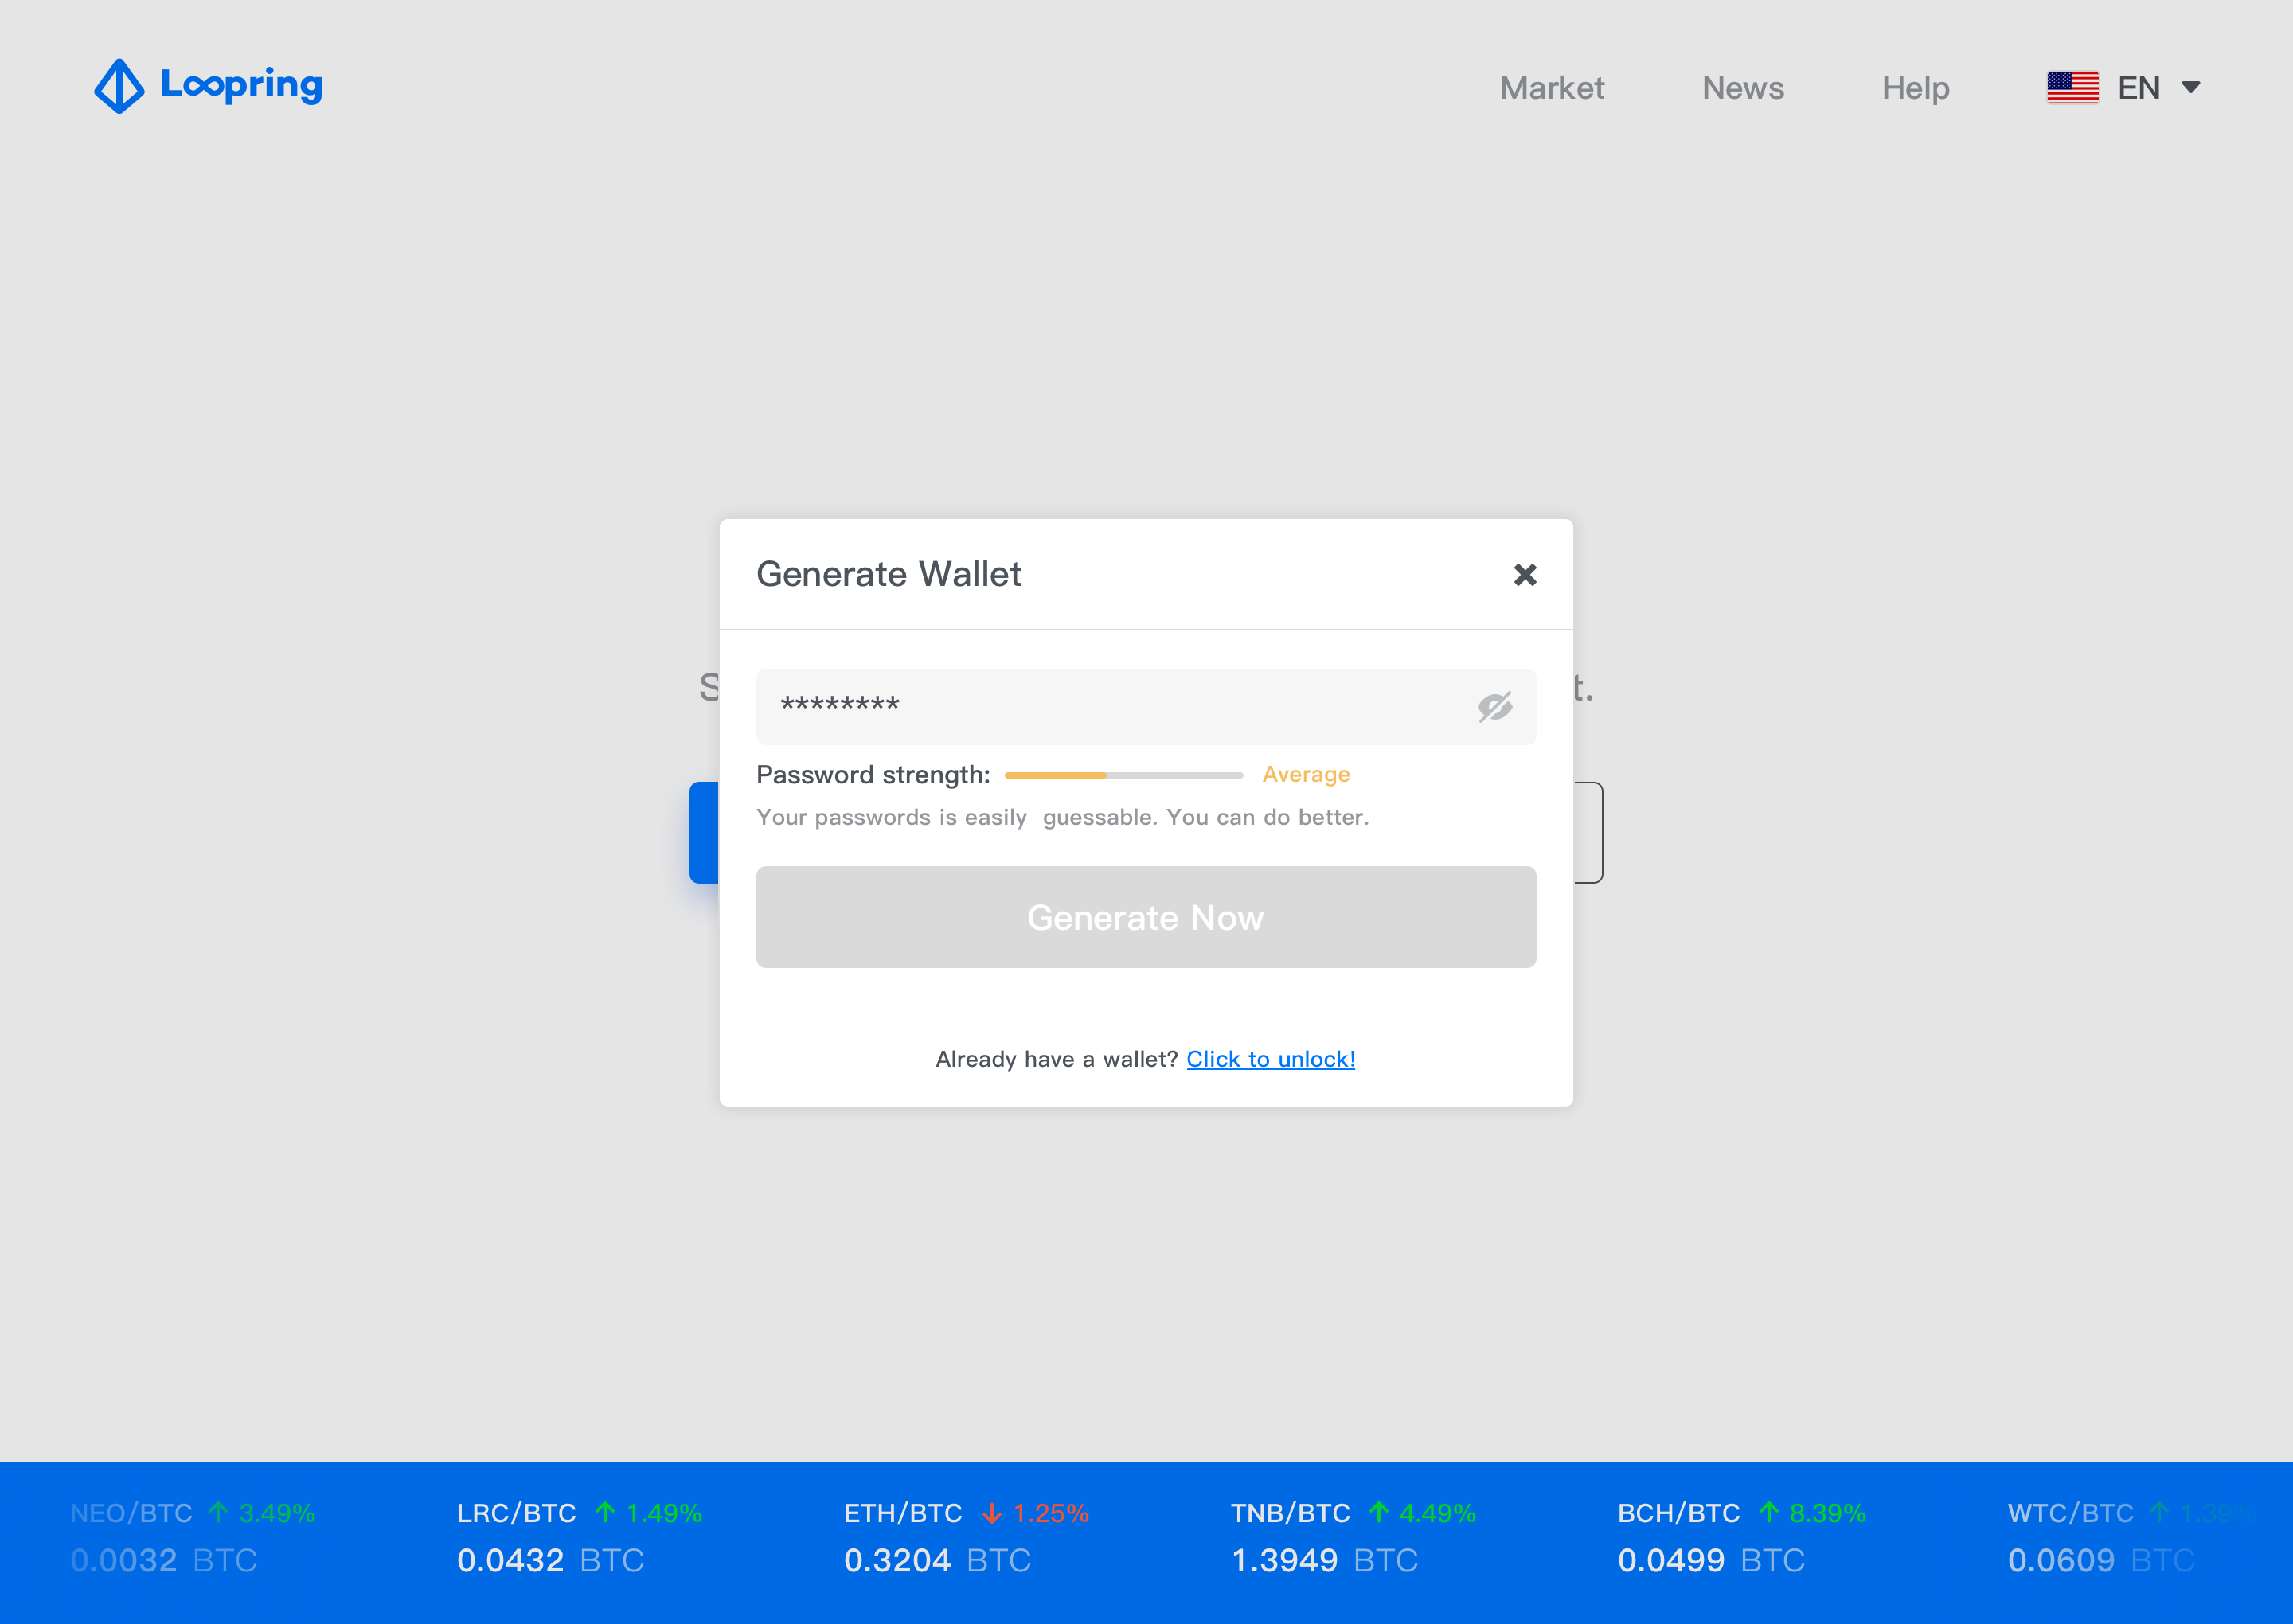 Loopring
Market News Help EN
Generate Wallet
S t.
********
Password strength: Average
Your passwords is easily guessable. You can do better.
Generate Now
Already have a wallet? Click to unlock!
NEO/BTC ↑ 3.49% LRC/BTC ↑ 1.49% ETH/BTC ↓ 1.25% TNB/BTC ↑ 4.49% BCH/BTC ↑ 8.39% WTC/BTC ↑ 1.39%
0.0032 BTC 0.0432 BTC 0.3204 BTC 1.3949 BTC 0.0499 BTC 0.0609 BTC